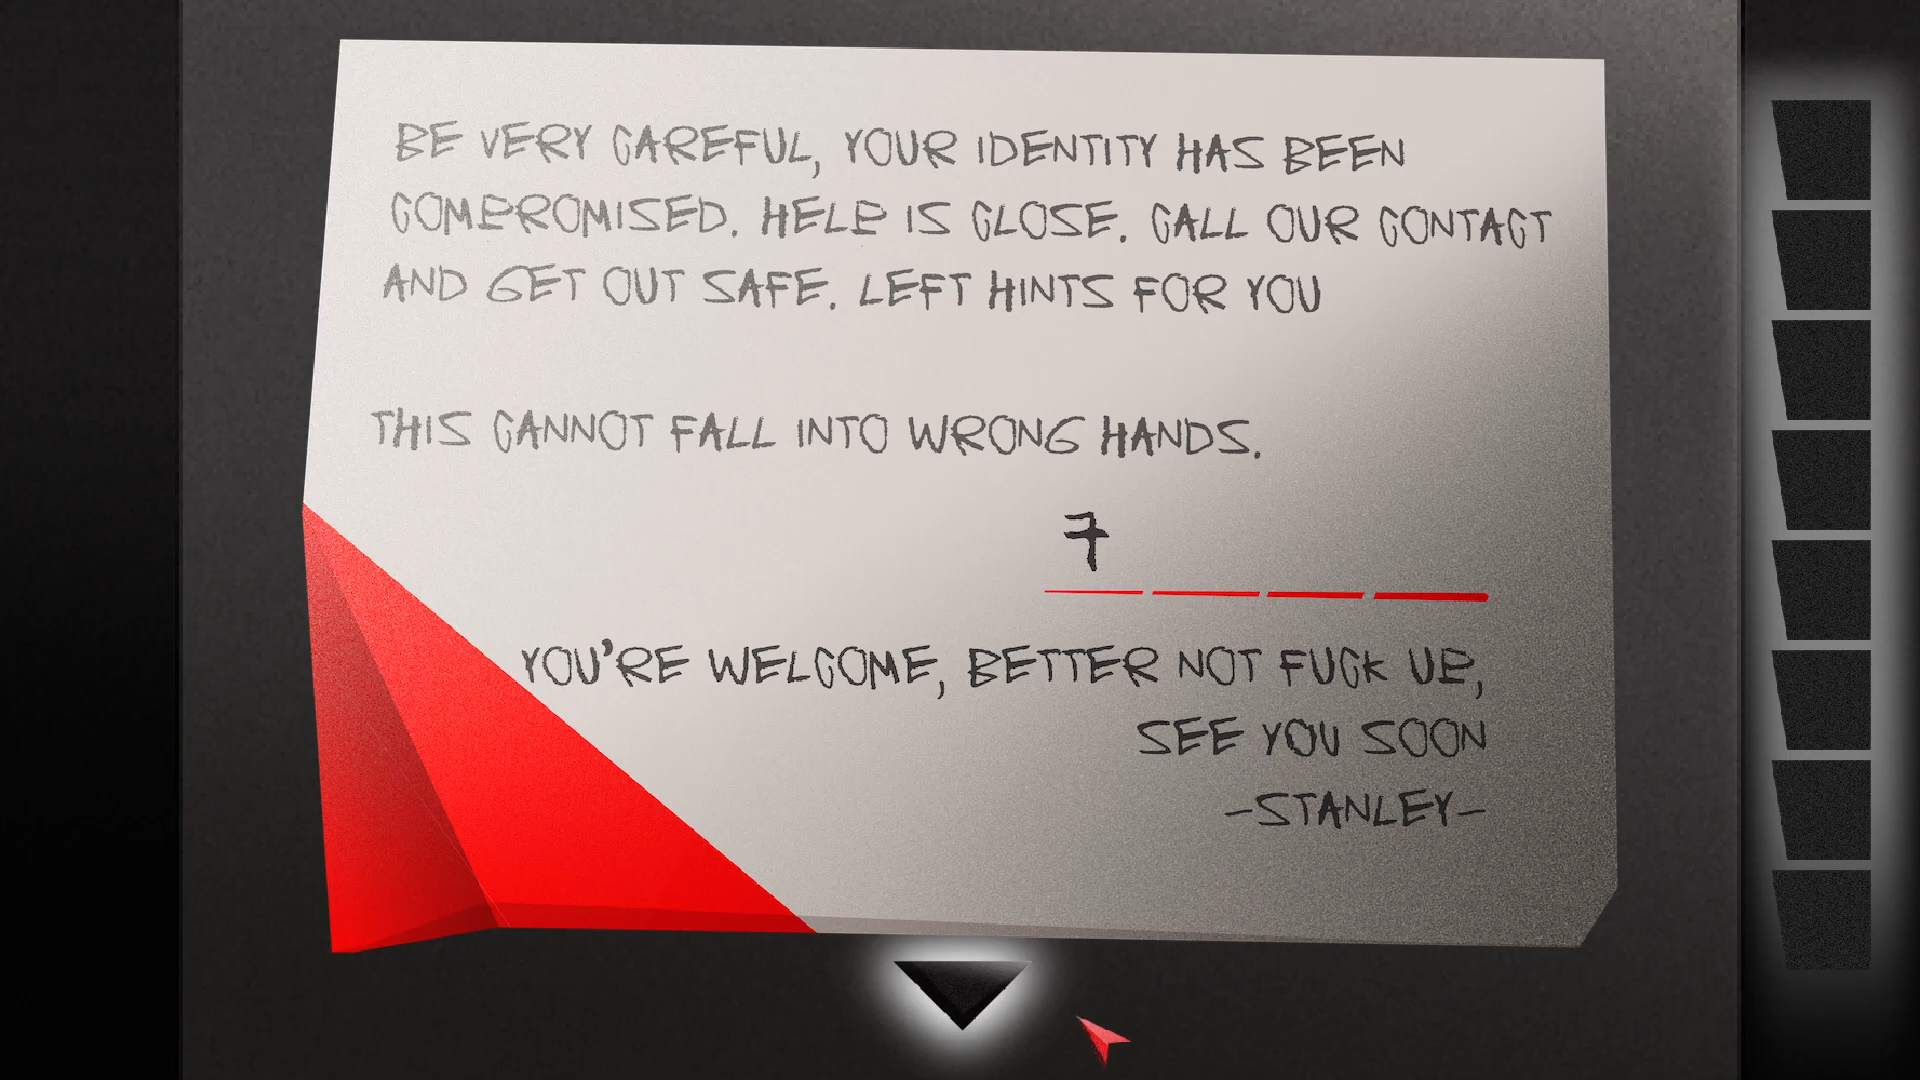 BE VERY CAREFUL, YOUR IDENTITY HAS BEEN
COMPROMISED. HELP IS CLOSE. CALL OUR CONTACT
AND GET OUT SAFE. LEFT HINTS FOR YOU
THIS CANNOT FALL INTO WRONG HANDS.
7
YOU'RE WELCOME, BETTER NOT FUCK UP,
SEE YOU SOON
-STANLEY-